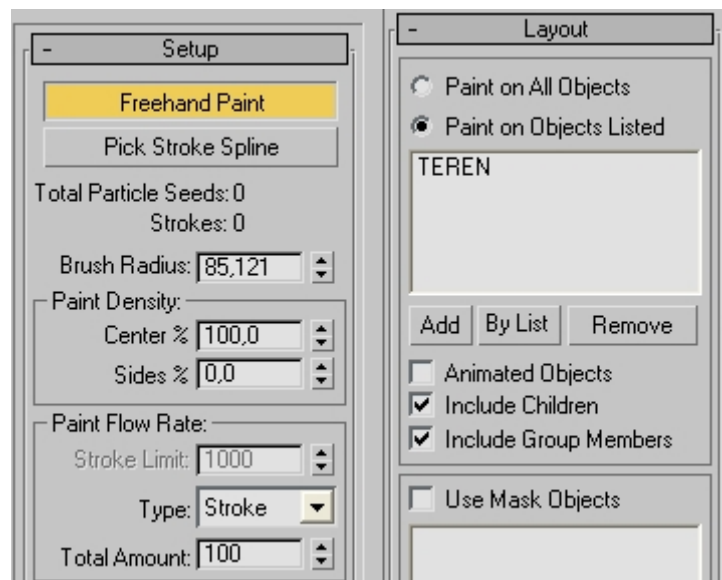 - Setup
Freehand Paint
Pick Stroke Spline
Total Particle Seeds: 0
Strokes: 0
Brush Radius: 85,121
Paint Density:
Center % 100,0
Sides % 0,0
Paint Flow Rate:
Stroke Limit: 1000
Type: Stroke
Total Amount: 100
- Layout
Paint on All Objects
Paint on Objects Listed
TEREN
Add By List Remove
Animated Objects
Include Children
Include Group Members
Use Mask Objects